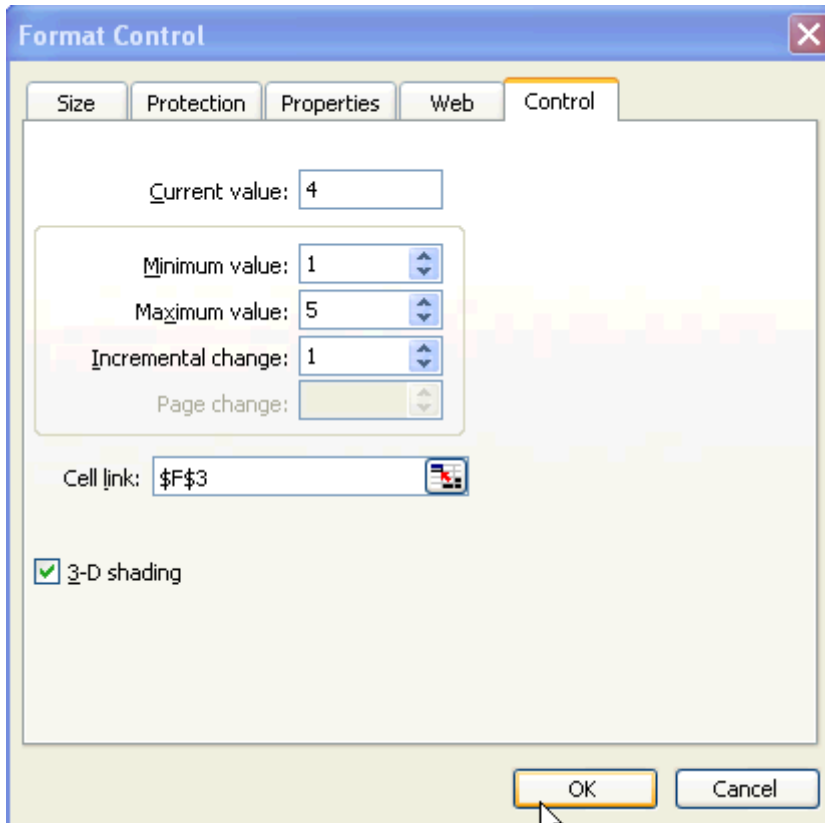 Format Control
Size Protection Properties Web Control
Current value: 4
Minimum value: 1
Maximum value: 5
Incremental change: 1
Page change:
Cell link: $F$3
3-D shading
OK Cancel